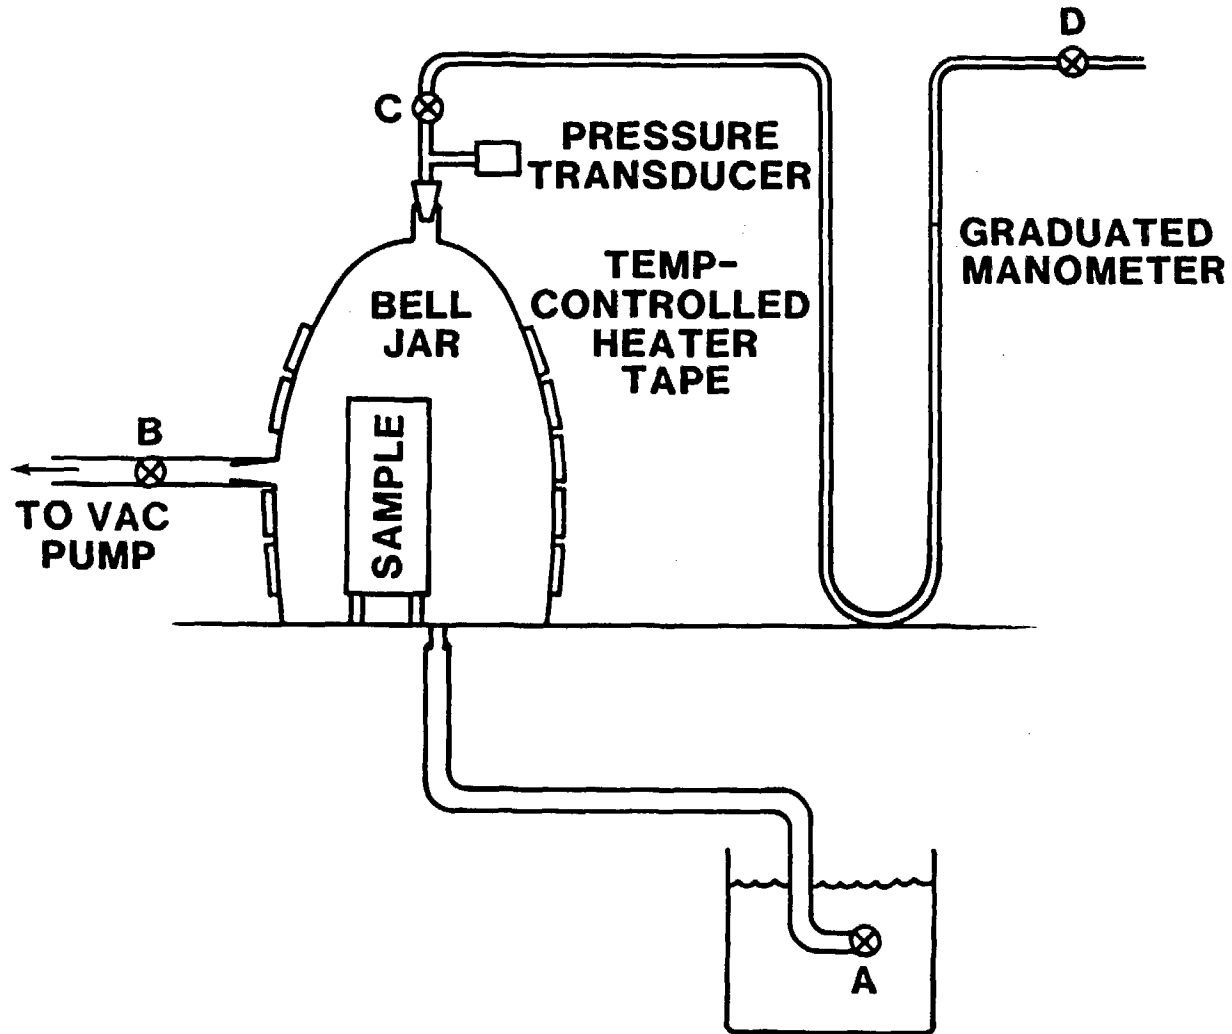 D
C
PRESSURE
TRANSDUCER
GRADUATED
MANOMETER
TEMP-
CONTROLLED
HEATER
TAPE
BELL
JAR
B
SAMPLE
TO VAC
PUMP
A